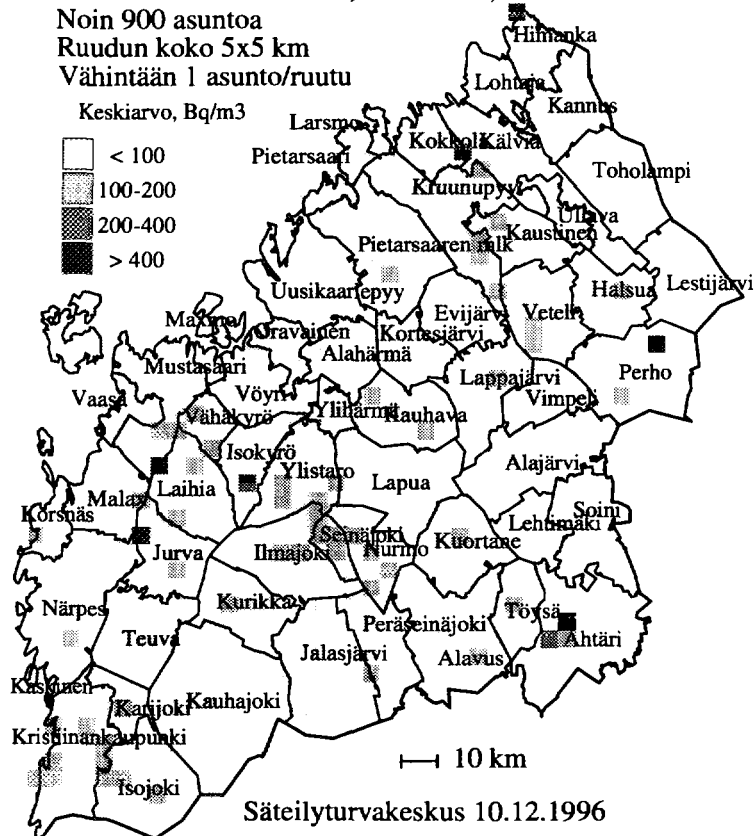 Noin 900 asuntoa
Ruudun koko 5x5 km
Vähintään 1 asunto/ruutu
Keskiarvo, Bq/m3
< 100
100-200
200-400
> 400
Himanka
Lohtaja
Kannus
Larsmo
Kokkola
Kälviä
Pietarsaari
Toholampi
Kruunupyy
Ullava
Kaustinen
Pietarsaaren mlk
Uusikaarlepyy
Evijärvi
Veteli
Halsua
Lestijärvi
Maxmo
Oravainen
Kortesjärvi
Alahärmä
Mustasaari
Lappajärvi
Perho
Vaasa
Vöyri
Ylihärmä
Kauhava
Vimpeli
Vähäkyrö
Isokyrö
Ylistaro
Alajärvi
Laihia
Lapua
Malax
Korsnäs
Soini
Lehtimäki
Seinäjoki
Jurva
Ilmajoki
Nurmo
Kuortane
Närpes
Kurikka
Töysä
Teuva
Peräseinäjoki
Ähtäri
Jalasjärvi
Alavus
Kaskinen
Karijoki
Kauhajoki
Kristiinankaupunki
10 km
Isojoki
Säteilyturvakeskus 10.12.1996